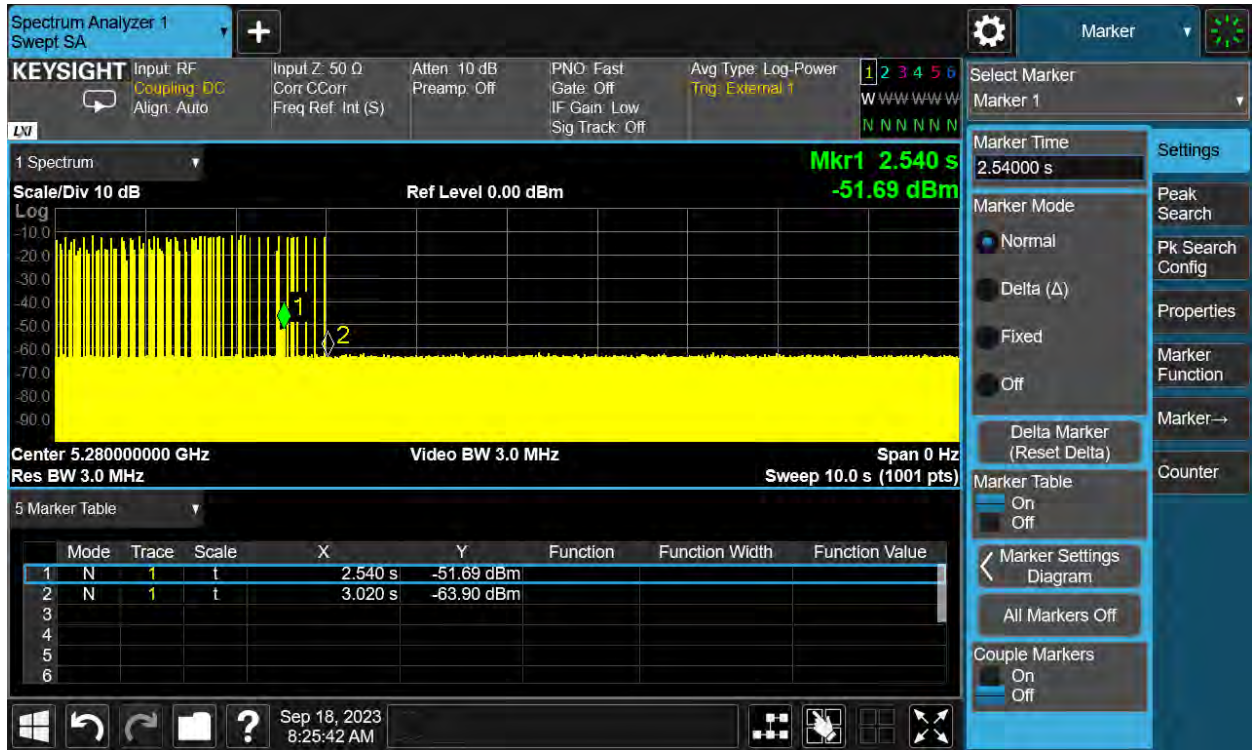 Spectrum Analyzer 1
Swept SA
+
Marker
KEYSIGHT
LXI
Input: RF
Coupling: DC
Align: Auto
Input Z: 50 Ω
Corr CCorr
Freq Ref: Int (S)
Atten: 10 dB
Preamp: Off
PNO: Fast
Gate: Off
IF Gain: Low
Sig Track: Off
Avg Type: Log-Power
Trig: External 1
1 2 3 4 5 6
W W W W W W
N N N N N N
Select Marker
Marker 1
1 Spectrum
Mkr1 2.540 s
Scale/Div 10 dB
Ref Level 0.00 dBm
-51.69 dBm
Log
-10.0
-20.0
-30.0
-40.0
-50.0
-60.0
-70.0
-80.0
-90.0
1
2
Center 5.280000000 GHz
Video BW 3.0 MHz
Span 0 Hz
Res BW 3.0 MHz
Sweep 10.0 s (1001 pts)
5 Marker Table
Mode Trace Scale X Y Function Function Width Function Value
1 N 1 t 2.540 s -51.69 dBm
2 N 1 t 3.020 s -63.90 dBm
3
4
5
6
Marker Time
2.54000 s
Marker Mode
Normal
Delta (Δ)
Fixed
Off
Delta Marker
(Reset Delta)
Marker Table
On
Off
Marker Settings
Diagram
All Markers Off
Couple Markers
On
Off
Settings
Peak
Search
Pk Search
Config
Properties
Marker
Function
Marker→
Counter
?
Sep 18, 2023
8:25:42 AM